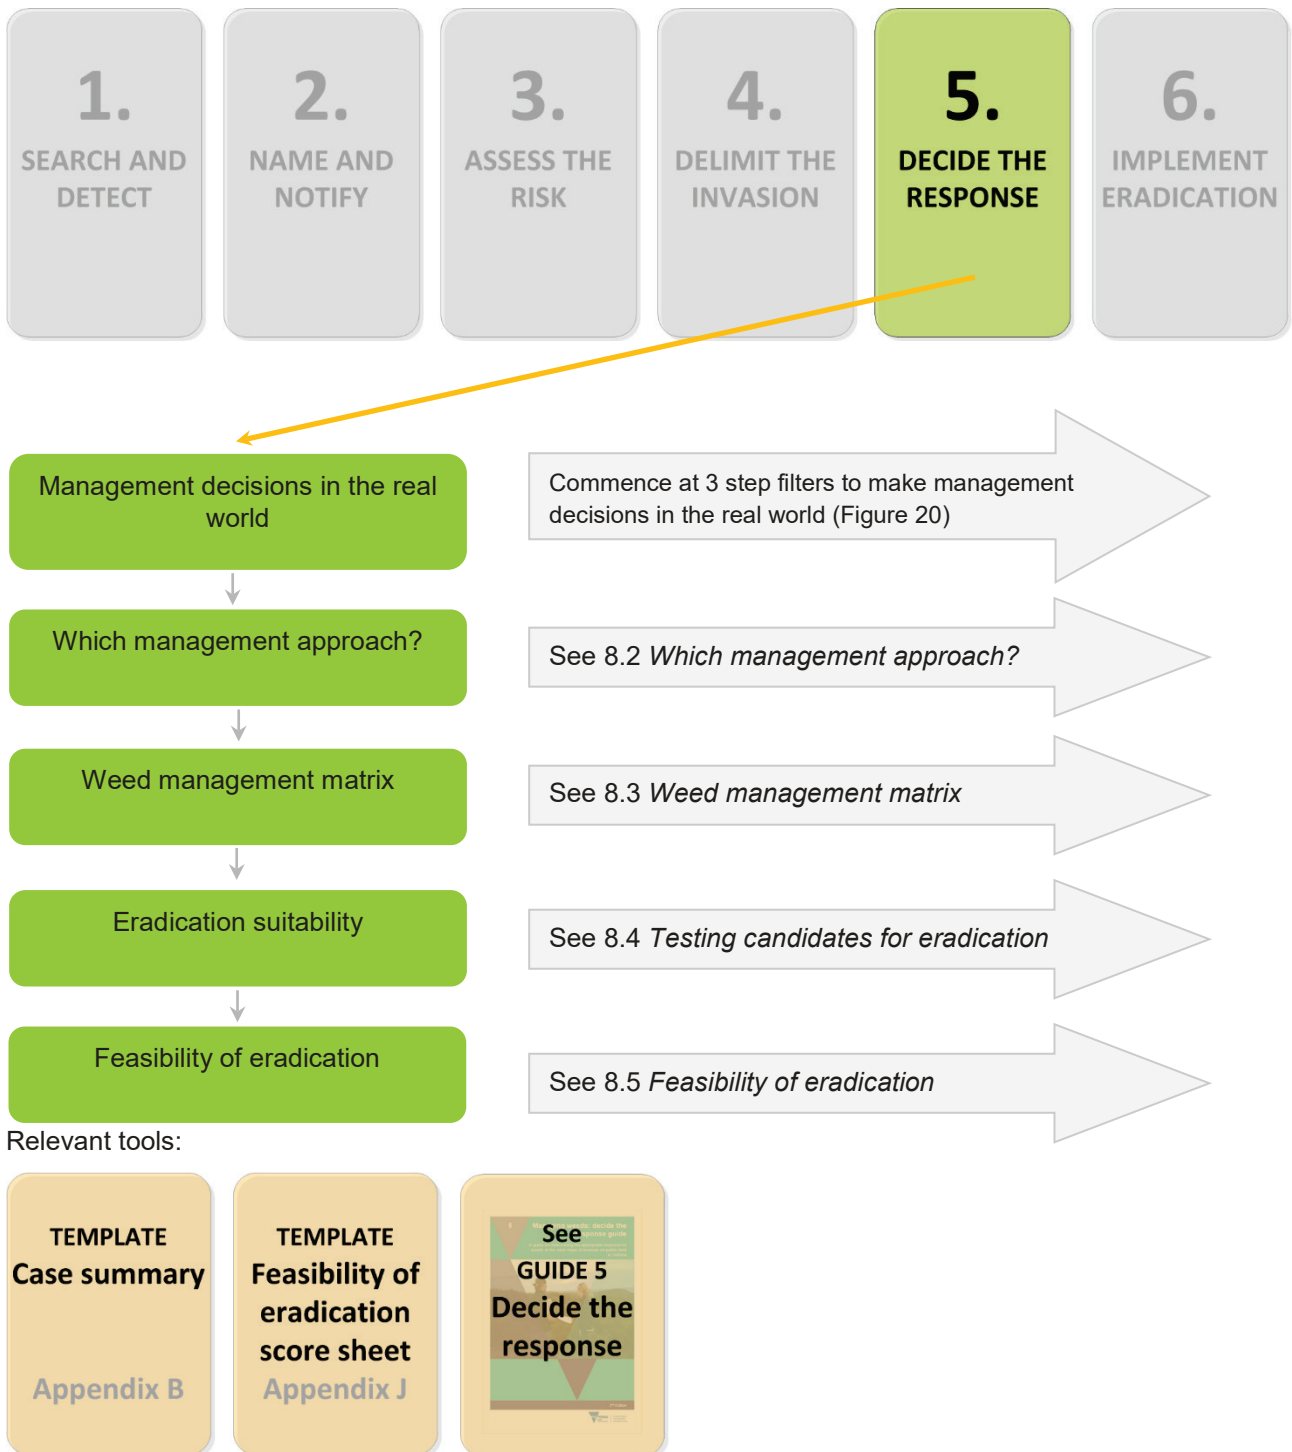 1.
SEARCH AND
DETECT
2.
NAME AND
NOTIFY
3.
ASSESS THE
RISK
4.
DELIMIT THE
INVASION
5.
DECIDE THE
RESPONSE
6.
IMPLEMENT
ERADICATION
Management decisions in the real
world
Commence at 3 step filters to make management
decisions in the real world (Figure 20)
Which management approach?
See 8.2 Which management approach?
Weed management matrix
See 8.3 Weed management matrix
Eradication suitability
See 8.4 Testing candidates for eradication
Feasibility of eradication
See 8.5 Feasibility of eradication
Relevant tools:
TEMPLATE
Case summary
Appendix B
TEMPLATE
Feasibility of
eradication
score sheet
Appendix J
See
GUIDE 5
Decide the
response